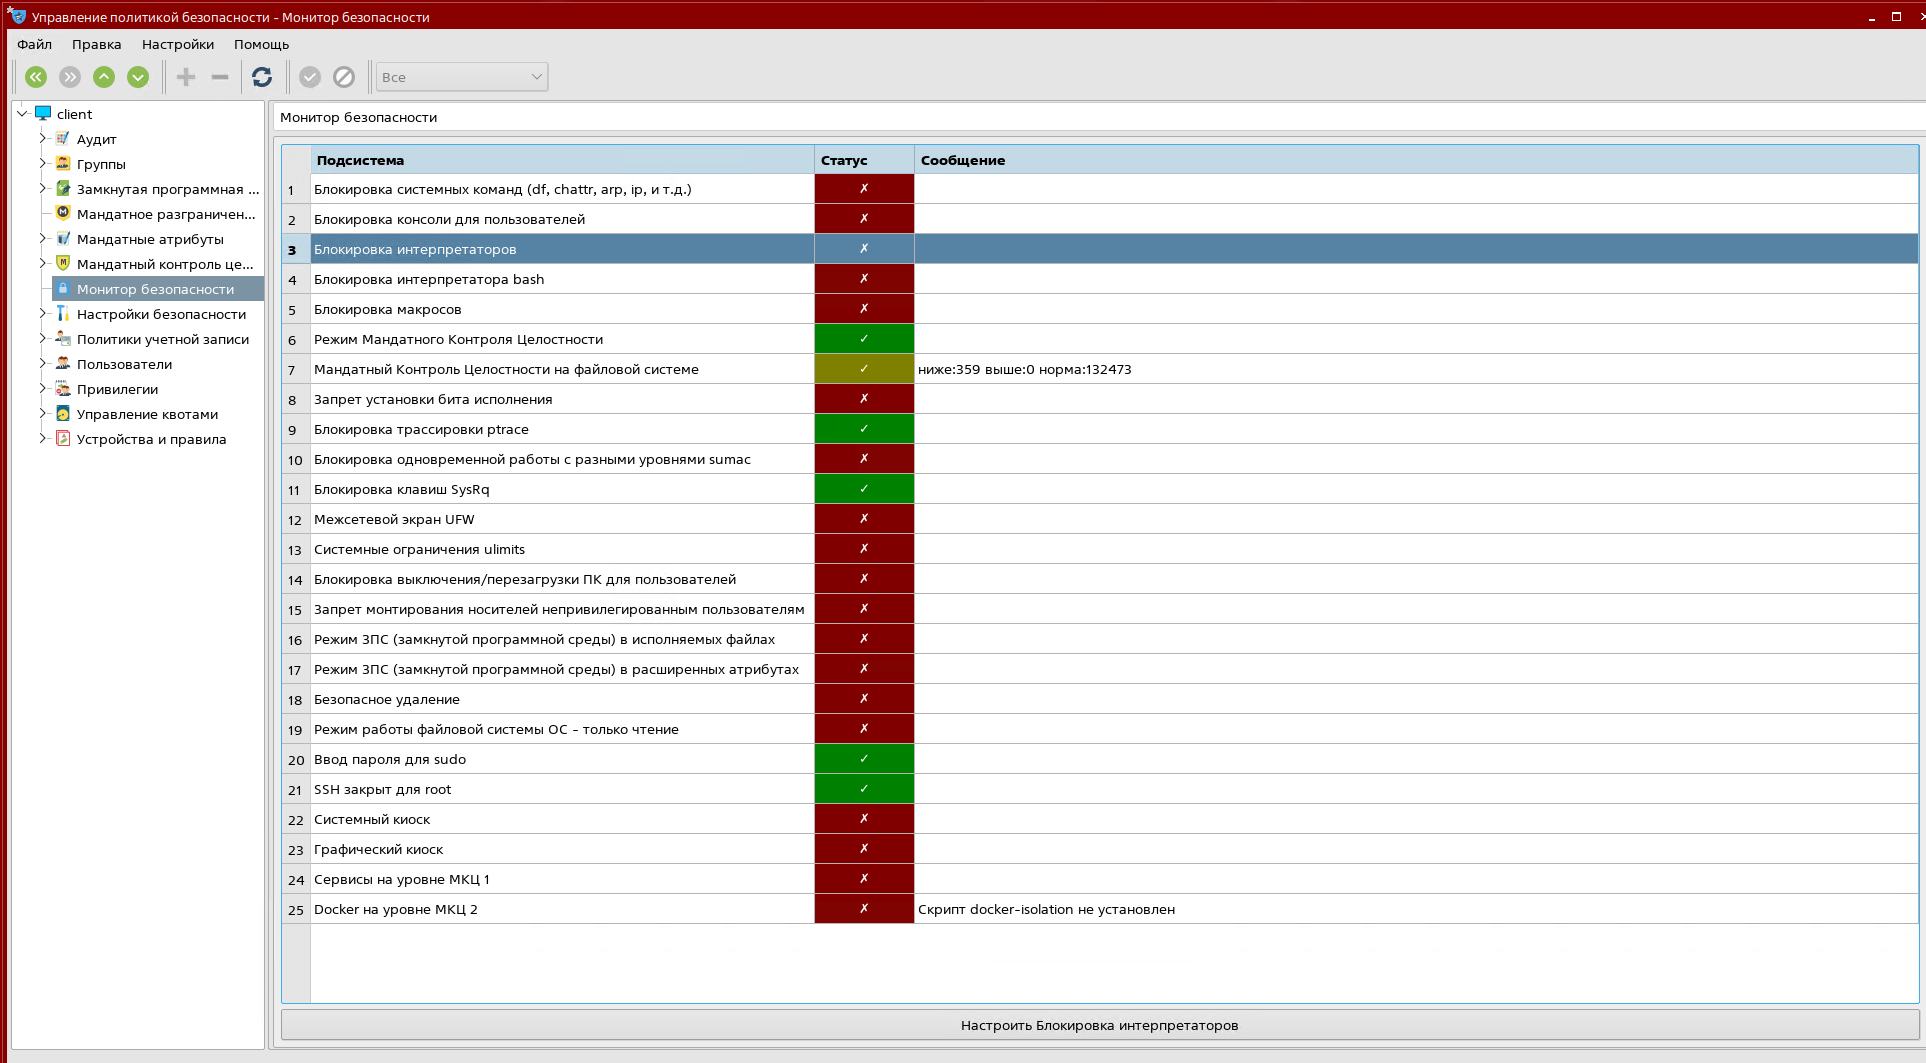 Управление политикой безопасности - Монитор безопасности
Файл Правка Настройки Помощь
Все
client
Аудит
Группы
Замкнутая программная ...
Мандатное разграничен...
Мандатные атрибуты
Мандатный контроль це...
Монитор безопасности
Настройки безопасности
Политики учетной записи
Пользователи
Привилегии
Управление квотами
Устройства и правила
Монитор безопасности
Подсистема Статус Сообщение
1 Блокировка системных команд (df, chattr, arp, ip, и т.д.) ✗
2 Блокировка консоли для пользователей ✗
3 Блокировка интерпретаторов ✗
4 Блокировка интерпретатора bash ✗
5 Блокировка макросов ✗
6 Режим Мандатного Контроля Целостности ✓
7 Мандатный Контроль Целостности на файловой системе ✓ ниже:359 выше:0 норма:132473
8 Запрет установки бита исполнения ✗
9 Блокировка трассировки ptrace ✓
10 Блокировка одновременной работы с разными уровнями sumac ✗
11 Блокировка клавиш SysRq ✓
12 Межсетевой экран UFW ✗
13 Системные ограничения ulimits ✗
14 Блокировка выключения/перезагрузки ПК для пользователей ✗
15 Запрет монтирования носителей непривилегированным пользователям ✗
16 Режим ЗПС (замкнутой программной среды) в исполняемых файлах ✗
17 Режим ЗПС (замкнутой программной среды) в расширенных атрибутах ✗
18 Безопасное удаление ✗
19 Режим работы файловой системы ОС - только чтение ✗
20 Ввод пароля для sudo ✓
21 SSH закрыт для root ✓
22 Системный киоск ✗
23 Графический киоск ✗
24 Сервисы на уровне МКЦ 1 ✗
25 Docker на уровне МКЦ 2 ✗ Скрипт docker-isolation не установлен
Настроить Блокировка интерпретаторов